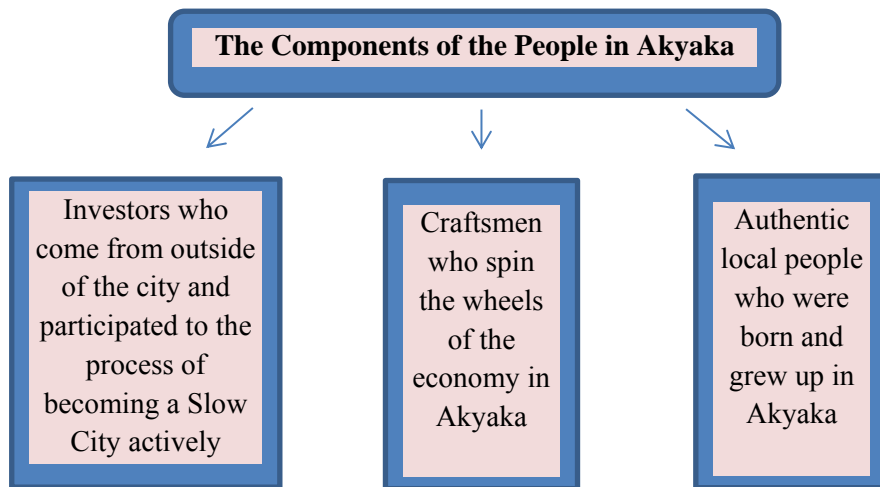 The Components of the People in Akyaka
Investors who
come from outside
of the city and
participated to the
process of
becoming a Slow
City actively
Craftsmen
who spin
the wheels
of the
economy in
Akyaka
Authentic
local people
who were
born and
grew up in
Akyaka